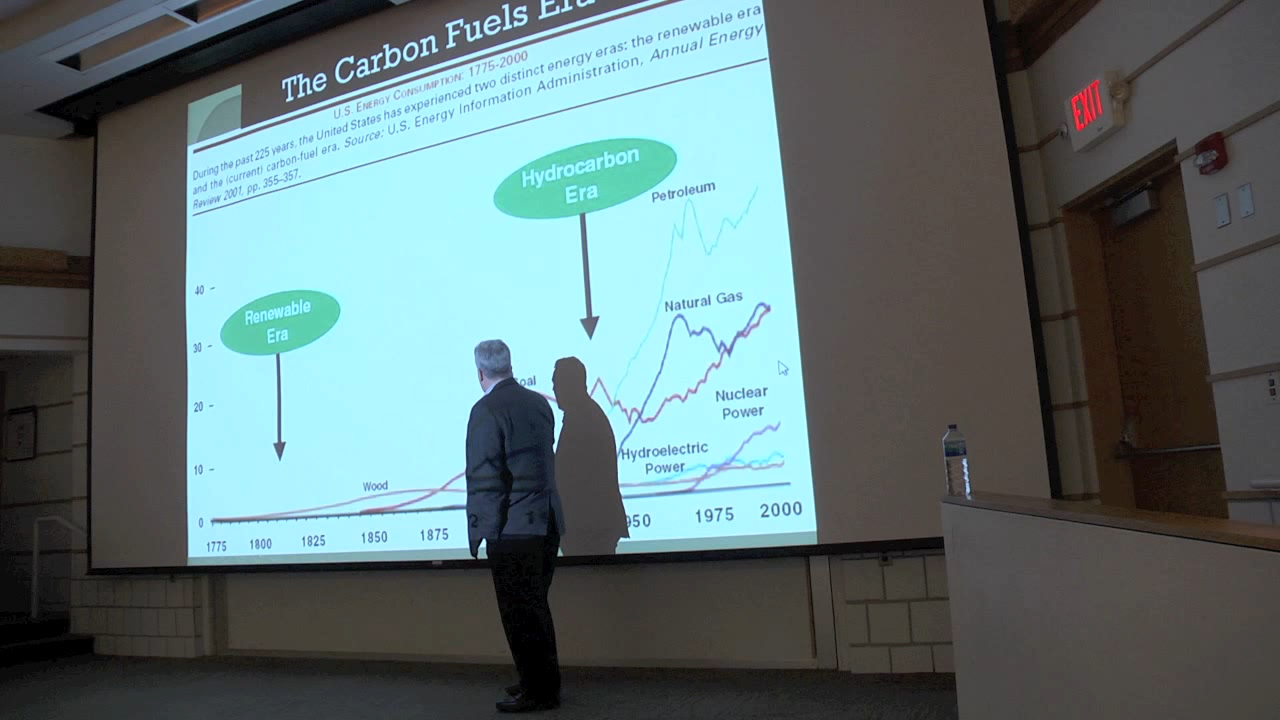 The Carbon Fuels Era
U.S. ENERGY CONSUMPTION: 1775-2000
During the past 225 years, the United States has experienced two distinct energy eras: the renewable era
and the (current) carbon-fuel era. Source: U.S. Energy Information Administration, Annual Energy
Review 2001, pp. 355–357.
Hydrocarbon
Era
Petroleum
Renewable
Era
Natural Gas
oal
Nuclear
Power
Hydroelectric
Power
Wood
40
30
20
10
0
1775 1800 1825 1850 1875 950 1975 2000
EXIT